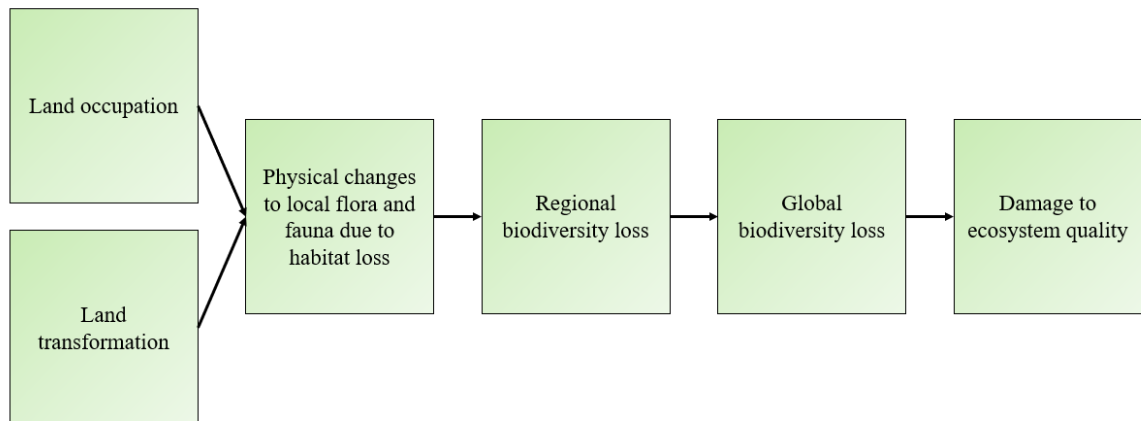 Land occupation
Land
transformation
Physical changes
to local flora and
fauna due to
habitat loss
Regional
biodiversity loss
Global
biodiversity loss
Damage to
ecosystem quality